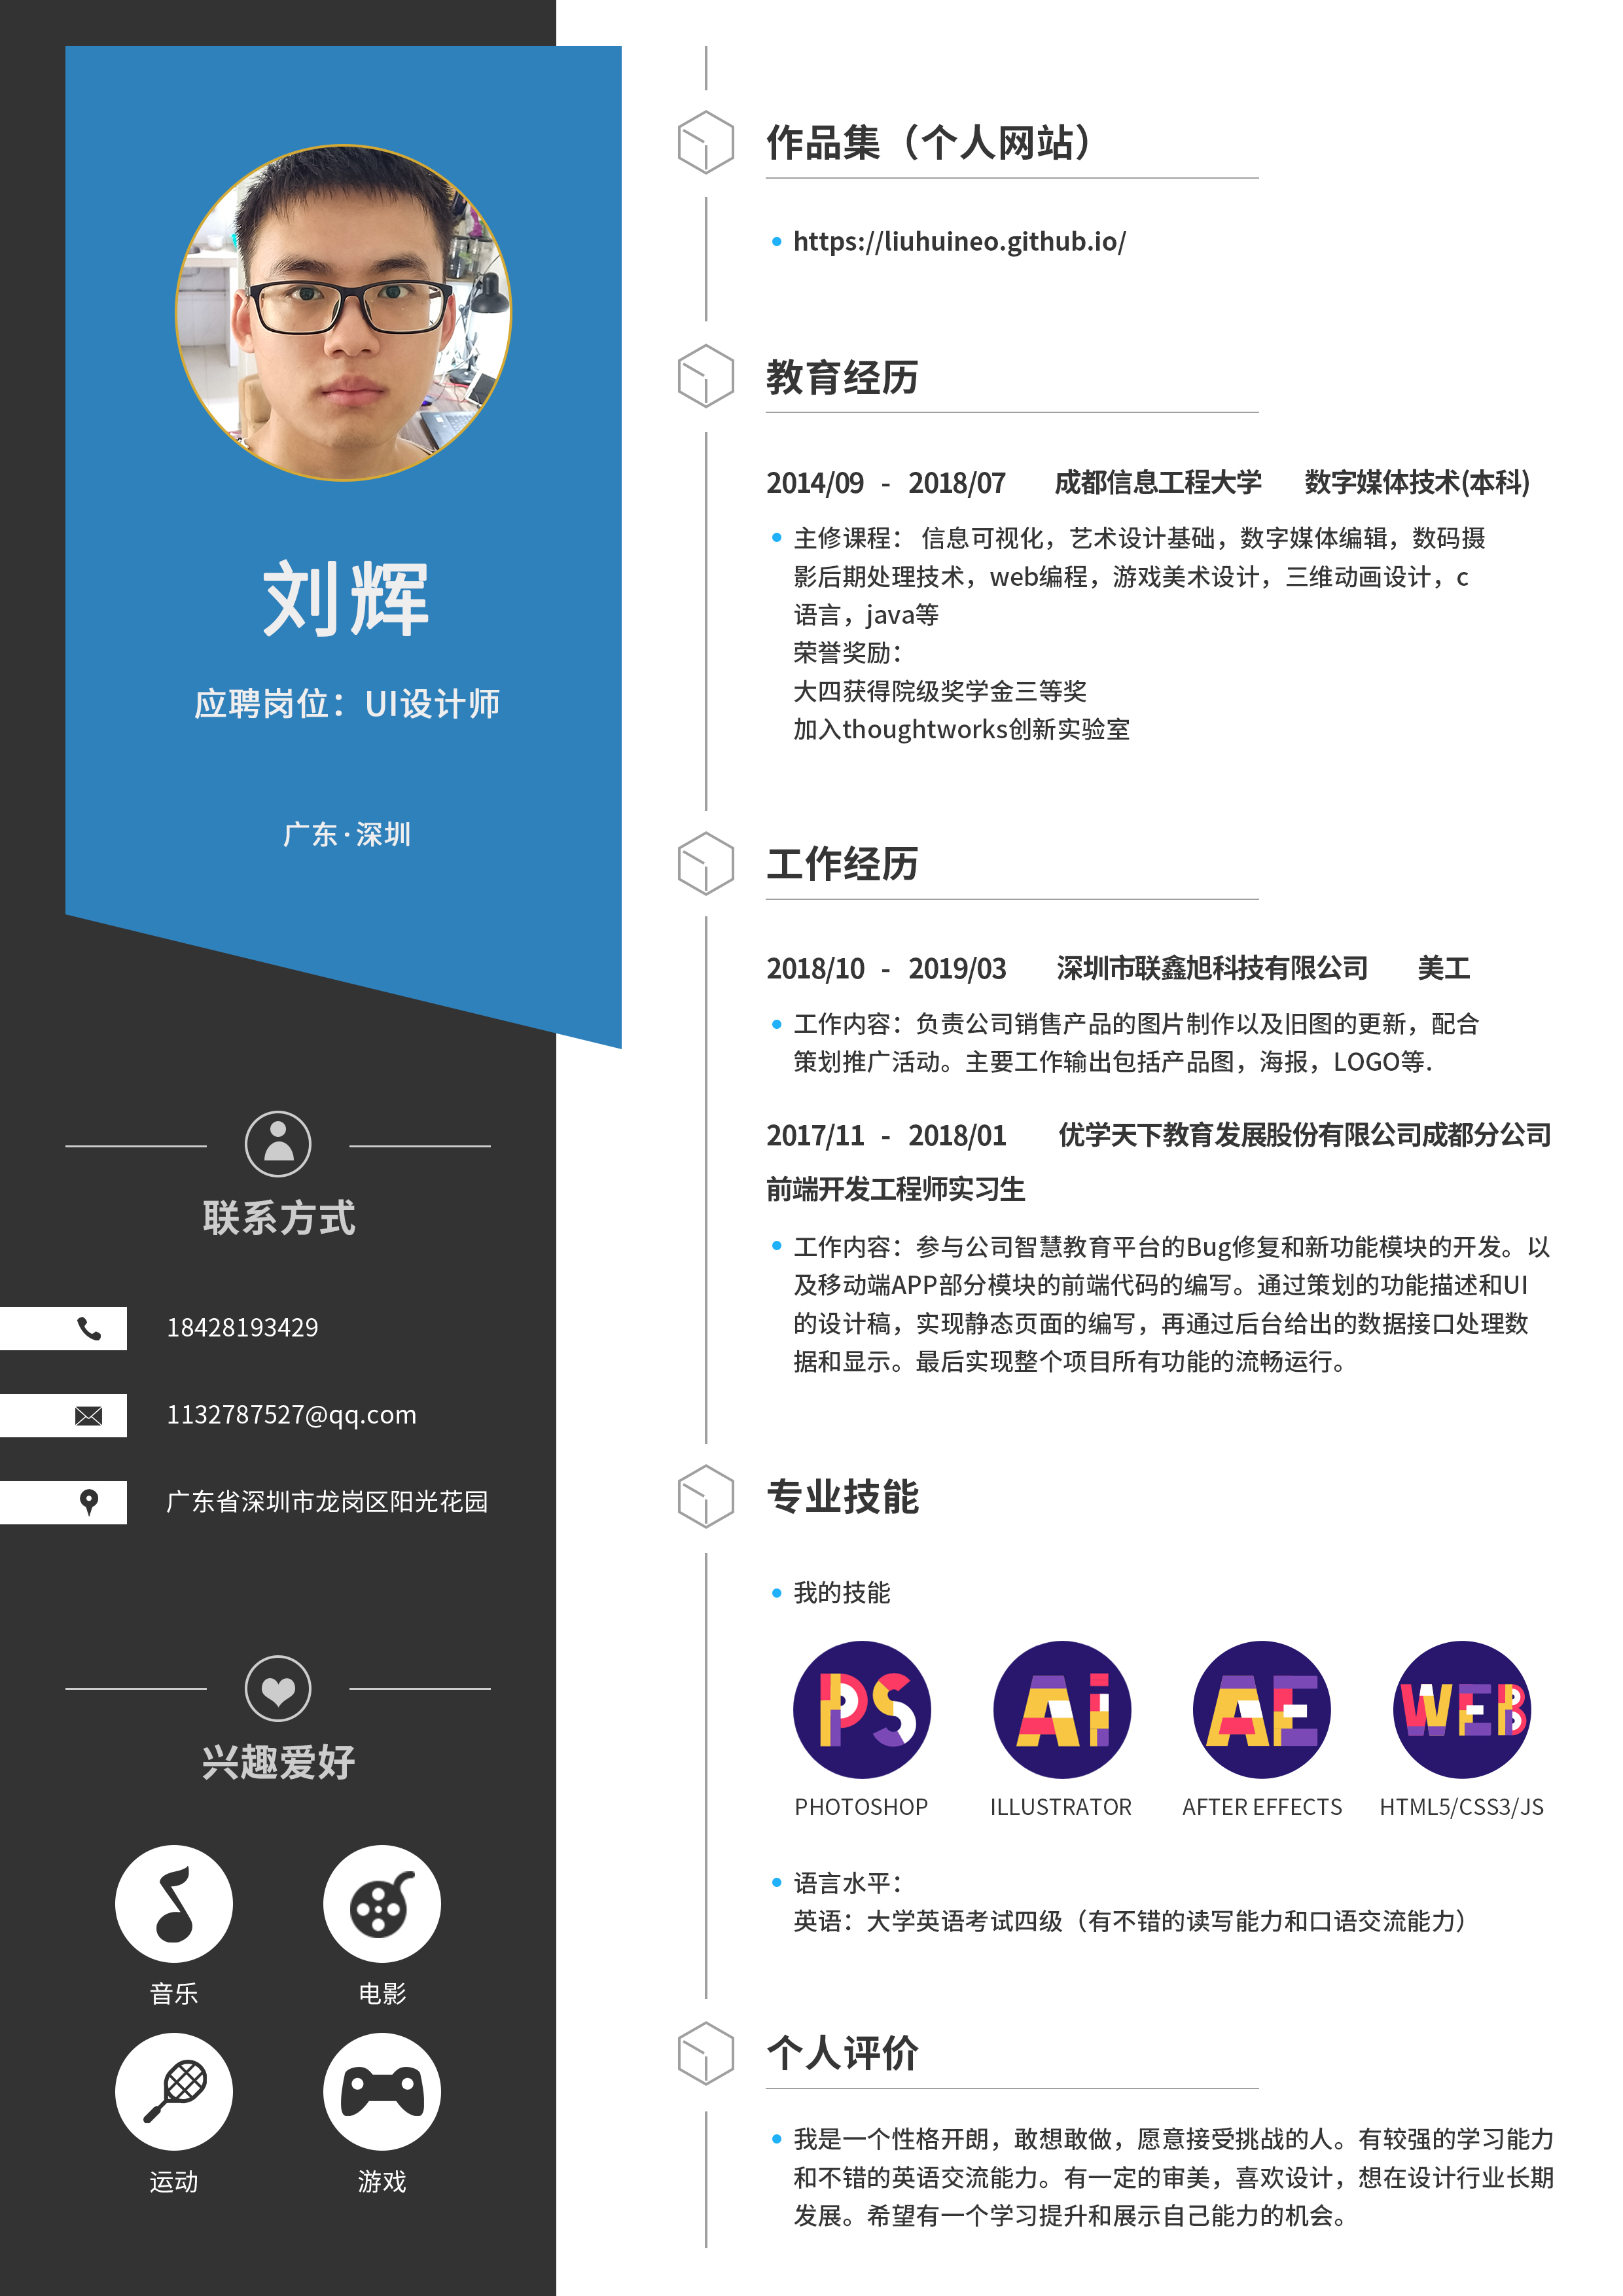 刘辉
应聘岗位：UI设计师
广东·深圳
联系方式
18428193429
1132787527@qq.com
广东省深圳市龙岗区阳光花园
兴趣爱好
音乐
电影
运动
游戏
作品集（个人网站）
https://liuhuineo.github.io/
教育经历
2014/09 - 2018/07 成都信息工程大学 数字媒体技术(本科)
主修课程： 信息可视化，艺术设计基础，数字媒体编辑，数码摄
影后期处理技术，web编程，游戏美术设计，三维动画设计，c
语言，java等
荣誉奖励：
大四获得院级奖学金三等奖
加入thoughtworks创新实验室
工作经历
2018/10 - 2019/03 深圳市联鑫旭科技有限公司 美工
工作内容：负责公司销售产品的图片制作以及旧图的更新，配合
策划推广活动。主要工作输出包括产品图，海报，LOGO等.
2017/11 - 2018/01 优学天下教育发展股份有限公司成都分公司
前端开发工程师实习生
工作内容：参与公司智慧教育平台的Bug修复和新功能模块的开发。以
及移动端APP部分模块的前端代码的编写。通过策划的功能描述和UI
的设计稿，实现静态页面的编写，再通过后台给出的数据接口处理数
据和显示。最后实现整个项目所有功能的流畅运行。
专业技能
我的技能
PS Ai AE WEB
PHOTOSHOP ILLUSTRATOR AFTER EFFECTS HTML5/CSS3/JS
语言水平：
英语：大学英语考试四级（有不错的读写能力和口语交流能力）
个人评价
我是一个性格开朗，敢想敢做，愿意接受挑战的人。有较强的学习能力
和不错的英语交流能力。有一定的审美，喜欢设计，想在设计行业长期
发展。希望有一个学习提升和展示自己能力的机会。